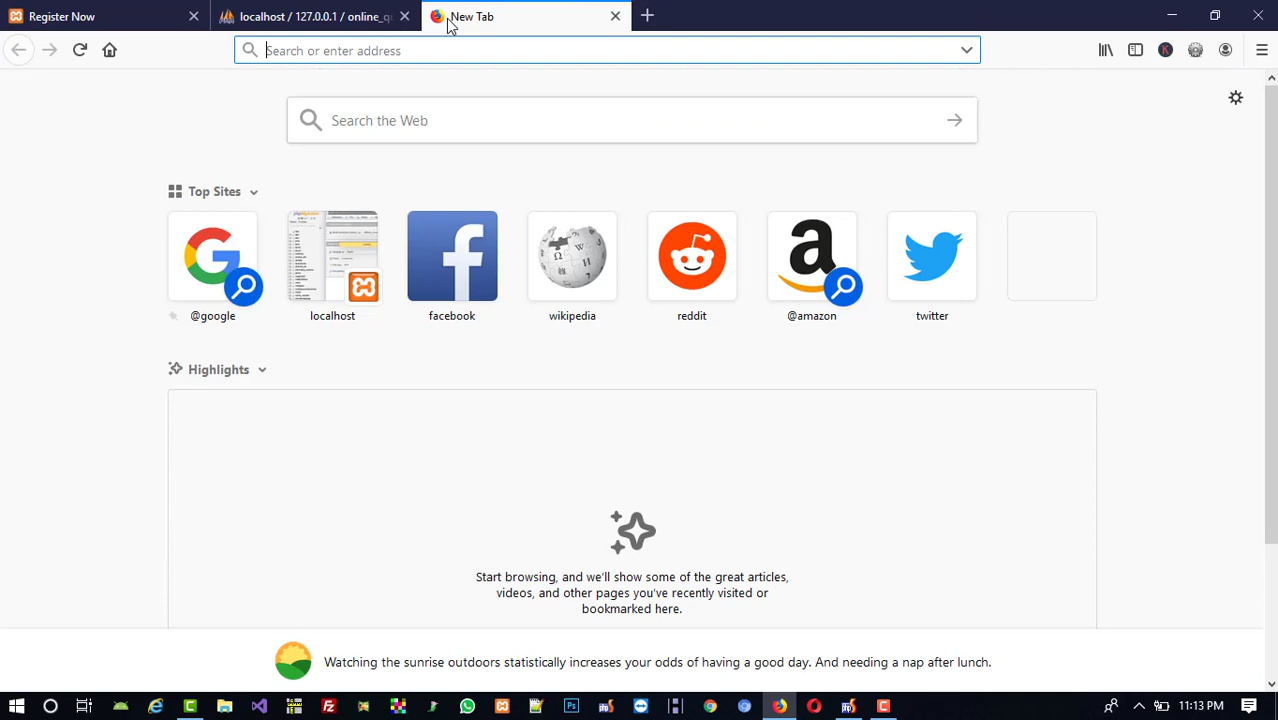 Register Now
localhost / 127.0.0.1 / online_qu
New Tab
Search or enter address
Search the Web
Top Sites
@google
localhost
facebook
wikipedia
reddit
@amazon
twitter
Highlights
Start browsing, and we'll show some of the great articles,
videos, and other pages you've recently visited or
bookmarked here.
Watching the sunrise outdoors statistically increases your odds of having a good day. And needing a nap after lunch.
11:13 PM